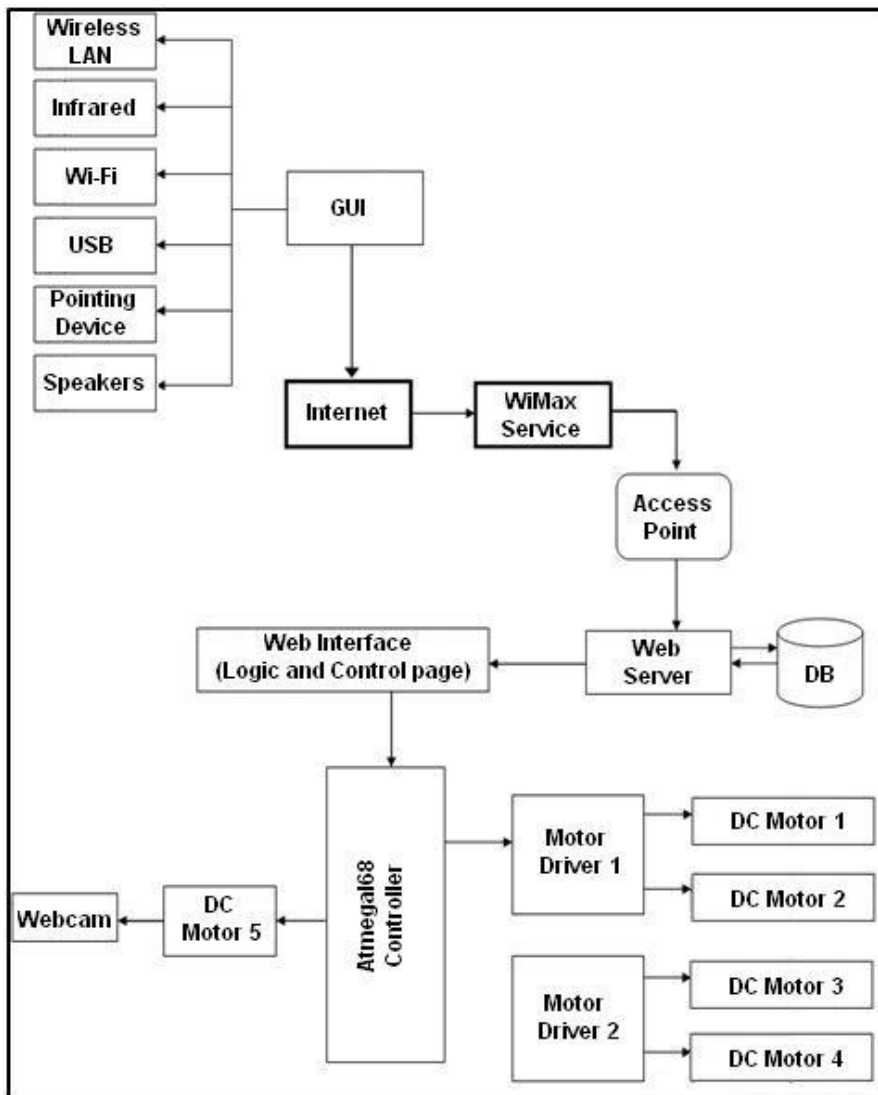 Wireless
LAN
Infrared
Wi-Fi
USB
Pointing
Device
Speakers
GUI
Internet
WiMax
Service
Access
Point
Web
Server
DB
Web Interface
(Logic and Control page)
Atmegal68
Controller
Motor
Driver 1
DC Motor 1
DC Motor 2
DC
Motor 5
Webcam
Motor
Driver 2
DC Motor 3
DC Motor 4